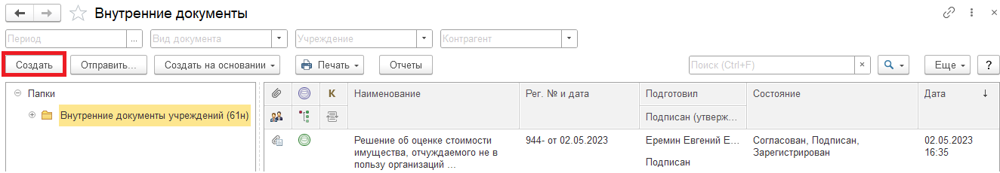 Внутренние документы
Период ... Вид документа Учреждение Контрагент
Создать Отправить... Создать на основании Печать Отчеты Поиск (Ctrl+F) × Еще ?
Папки
Внутренние документы учреждений (61н)
К Наименование Рег. № и дата Подготовил Состояние Дата ↓
Подписан (утверж...
Решение об оценке стоимости 944- от 02.05.2023 Еремин Евгений Е... Согласован, Подписан, 02.05.2023
имущества, отчуждаемого не в Зарегистрирован 16:35
пользу организаций ... Подписан